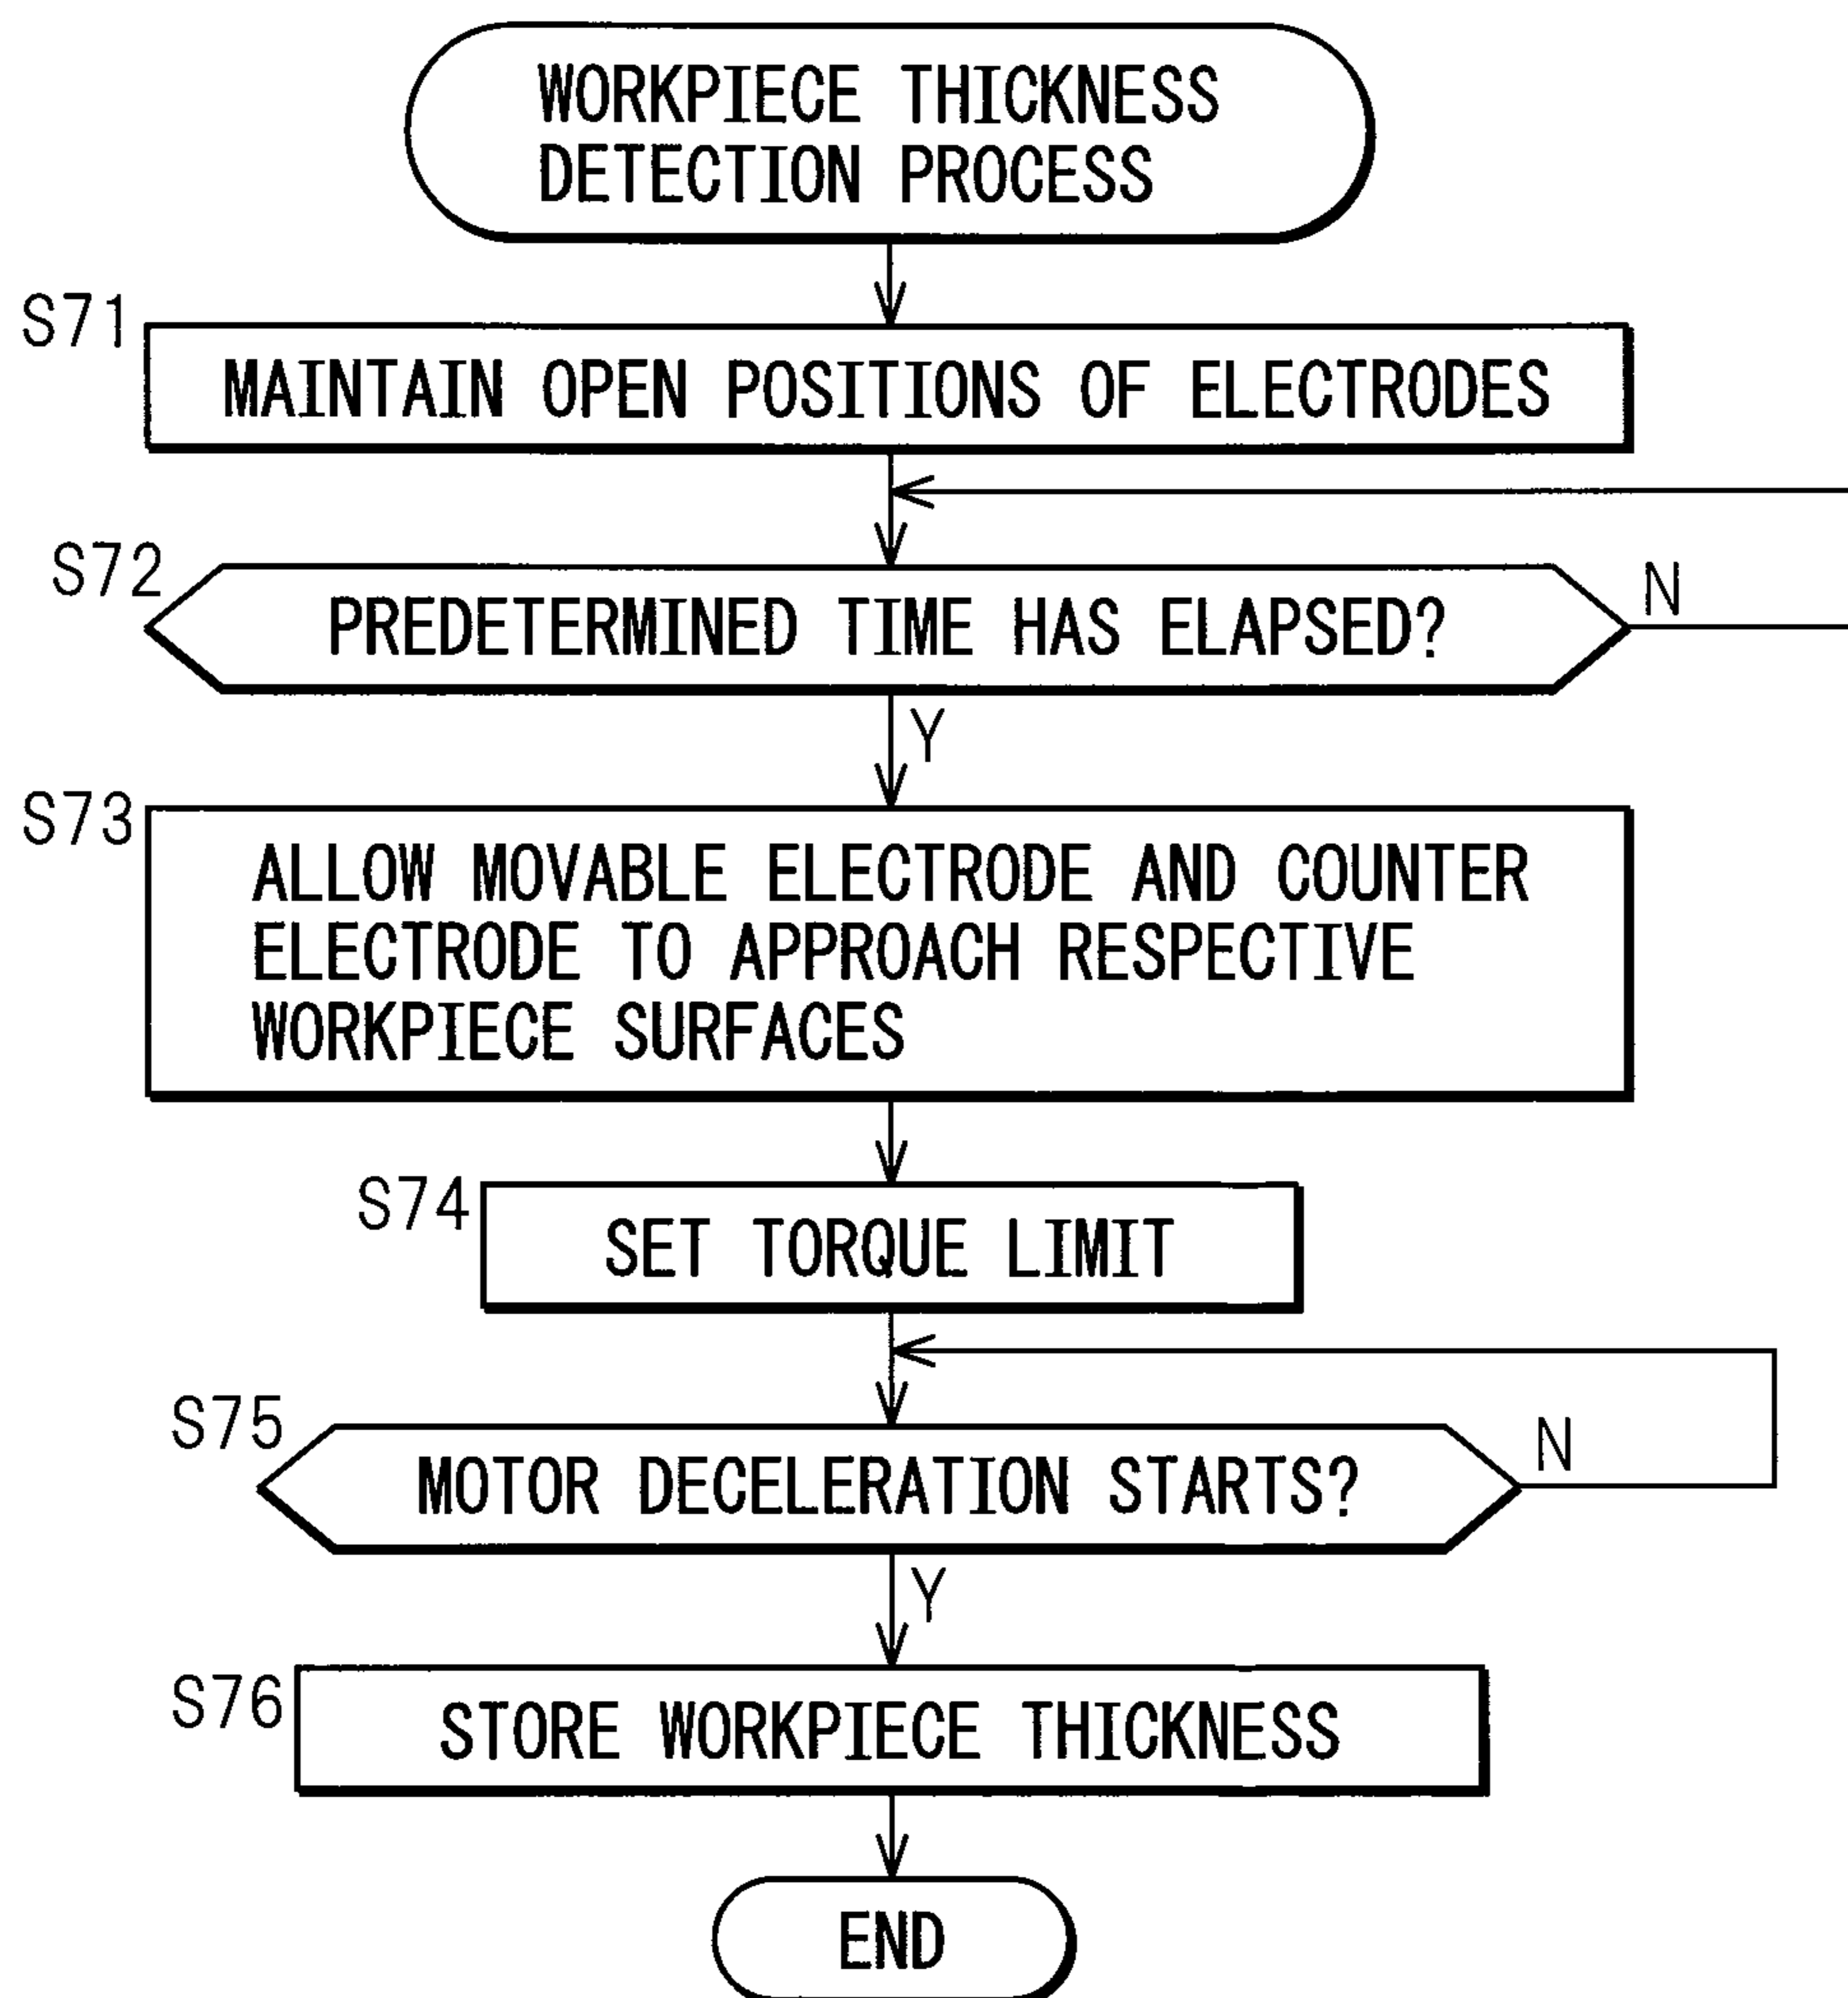 WORKPIECE THICKNESS
DETECTION PROCESS
S71
MAINTAIN OPEN POSITIONS OF ELECTRODES
S72
PREDETERMINED TIME HAS ELAPSED?
N
Y
S73
ALLOW MOVABLE ELECTRODE AND COUNTER
ELECTRODE TO APPROACH RESPECTIVE
WORKPIECE SURFACES
S74
SET TORQUE LIMIT
S75
MOTOR DECELERATION STARTS?
N
Y
S76
STORE WORKPIECE THICKNESS
END